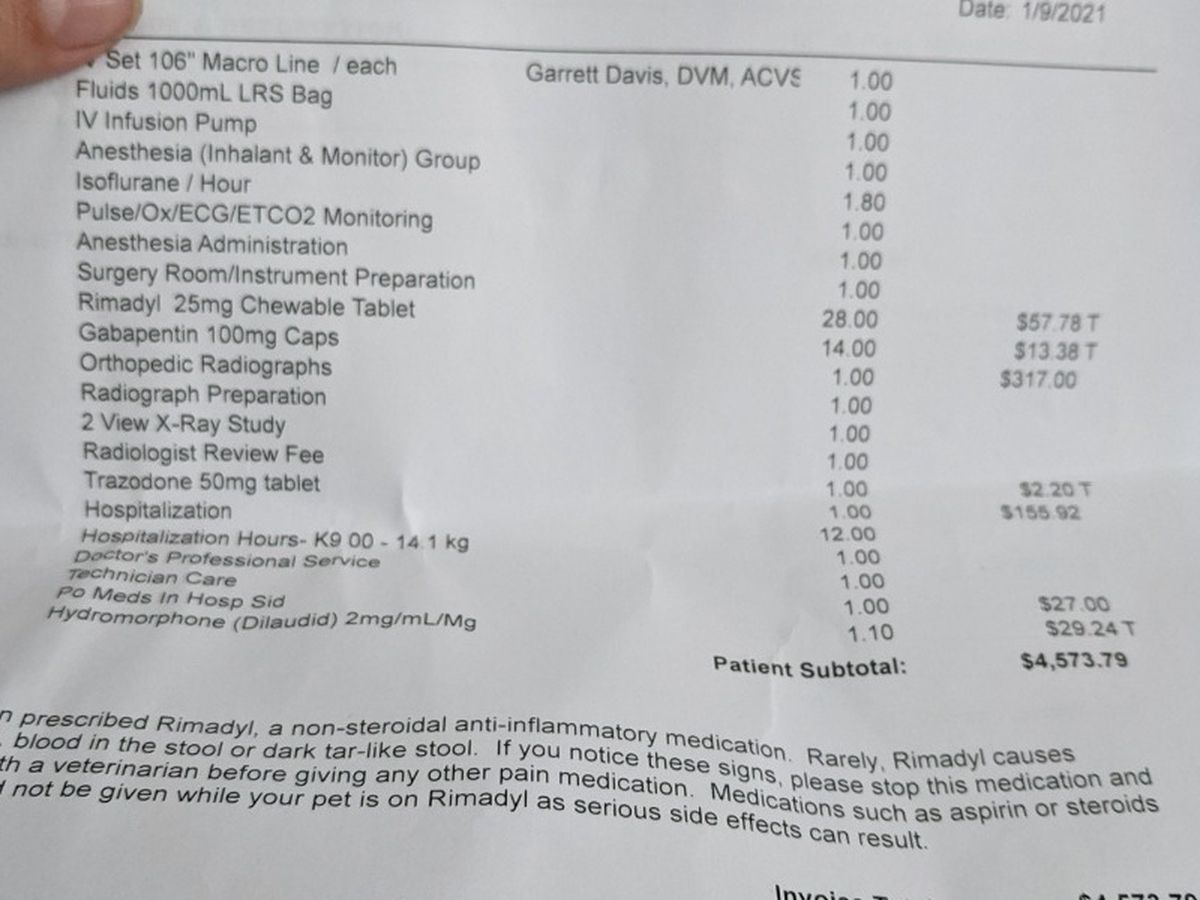 Date: 1/9/2021
Set 106" Macro Line / each Garrett Davis, DVM, ACVS 1.00
Fluids 1000mL LRS Bag 1.00
IV Infusion Pump 1.00
Anesthesia (Inhalant & Monitor) Group 1.00
Isoflurane / Hour 1.80
Pulse/Ox/ECG/ETCO2 Monitoring 1.00
Anesthesia Administration 1.00
Surgery Room/Instrument Preparation 1.00
Rimadyl 25mg Chewable Tablet 28.00 $57.78 T
Gabapentin 100mg Caps 14.00 $13.38 T
Orthopedic Radiographs 1.00 $317.00
Radiograph Preparation 1.00
2 View X-Ray Study 1.00
Radiologist Review Fee 1.00
Trazodone 50mg tablet 1.00 $2.20 T
Hospitalization 1.00 $155.92
Hospitalization Hours- K9 00 - 14.1 kg 12.00
Doctor's Professional Service 1.00
Technician Care 1.00
Po Meds In Hosp Sid 1.00 $27.00
Hydromorphone (Dilaudid) 2mg/mL/Mg 1.10 $29.24 T
Patient Subtotal: $4,573.79
prescribed Rimadyl, a non-steroidal anti-inflammatory medication. Rarely, Rimadyl causes
blood in the stool or dark tar-like stool. If you notice these signs, please stop this medication and
a veterinarian before giving any other pain medication. Medications such as aspirin or steroids
not be given while your pet is on Rimadyl as serious side effects can result.